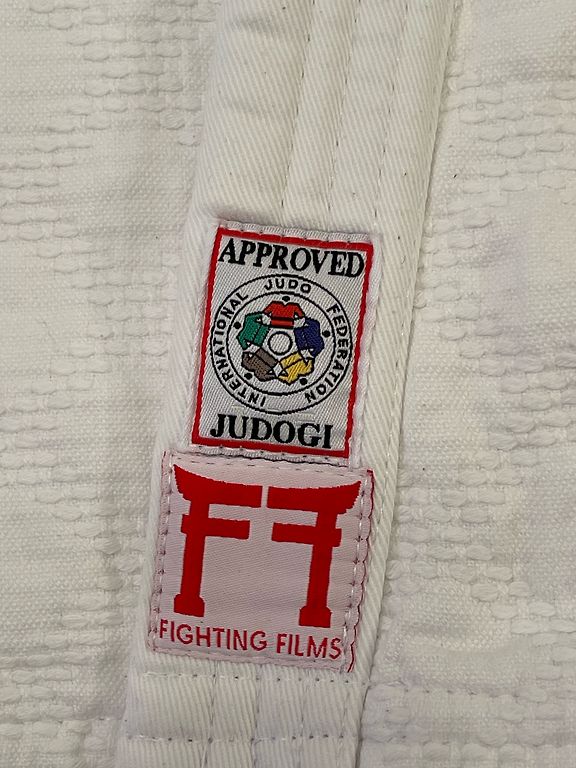 APPROVED
INTERNATIONAL JUDO FEDERATION
JUDOGI
FIGHTING FILMS